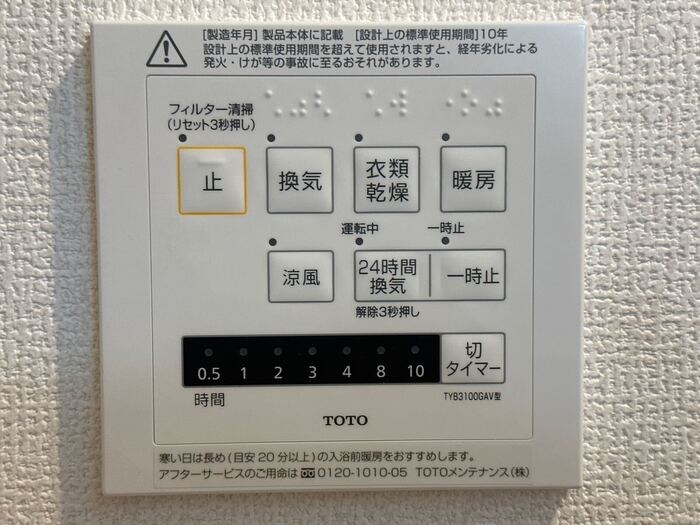 [製造年月] 製品本体に記載 [設計上の標準使用期間]10年
設計上の標準使用期間を超えて使用されますと、経年劣化による
発火・けが等の事故に至るおそれがあります。
フィルター清掃
(リセット3秒押し)
止
換気
衣類
乾燥
暖房
運転中
一時止
涼風
24時間
換気
一時止
解除3秒押し
0.5 1 2 3 4 8 10
切
タイマー
時間
TYB3100GAV型
TOTO
寒い日は長め(目安20分以上)の入浴前暖房をおすすめします。
アフターサービスのご用命は 0120-1010-05 TOTOメンテナンス(株)